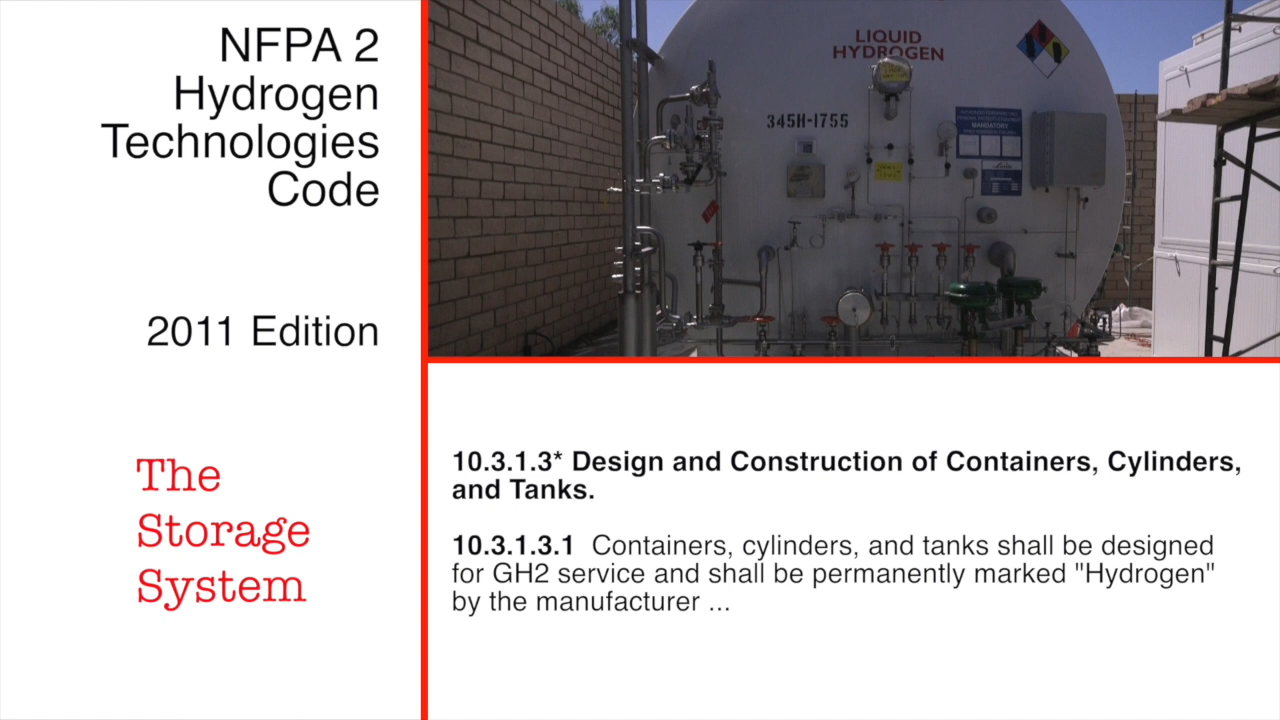 NFPA 2
Hydrogen
Technologies
Code
2011 Edition
The
Storage
System
LIQUID
HYDROGEN
345H-1755
MANDATORY
10.3.1.3* Design and Construction of Containers, Cylinders,
and Tanks.
10.3.1.3.1 Containers, cylinders, and tanks shall be designed
for GH2 service and shall be permanently marked "Hydrogen"
by the manufacturer ...